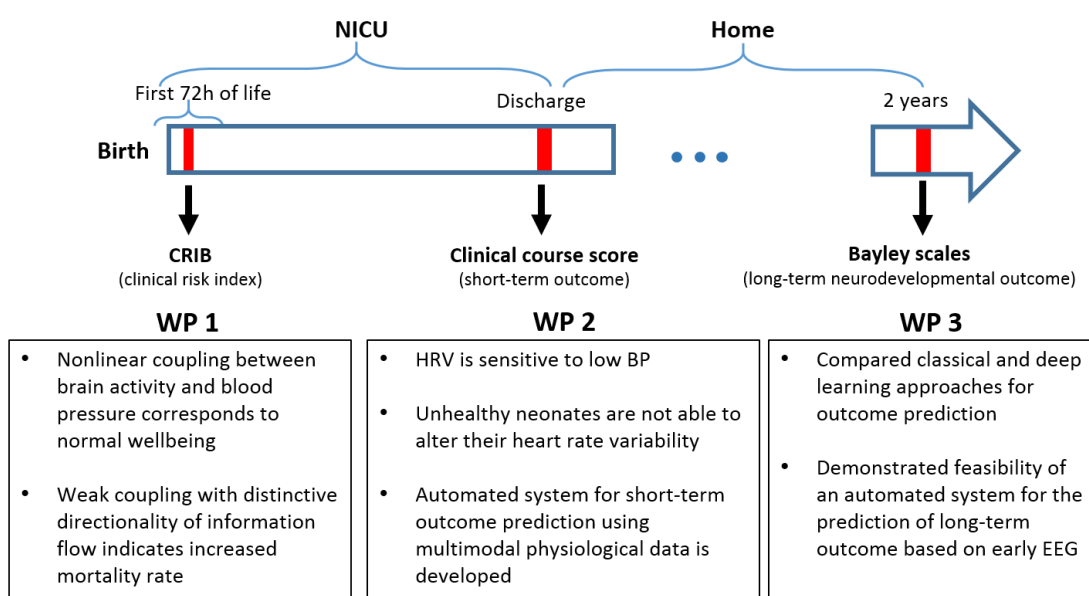 NICU
Home
First 72h of life
Discharge
2 years
Birth
CRIB
(clinical risk index)
Clinical course score
(short-term outcome)
Bayley scales
(long-term neurodevelopmental outcome)
WP 1
• Nonlinear coupling between
brain activity and blood
pressure corresponds to
normal wellbeing
• Weak coupling with distinctive
directionality of information
flow indicates increased
mortality rate
WP 2
• HRV is sensitive to low BP
• Unhealthy neonates are not able to
alter their heart rate variability
• Automated system for short-term
outcome prediction using
multimodal physiological data is
developed
WP 3
• Compared classical and deep
learning approaches for
outcome prediction
• Demonstrated feasibility of
an automated system for the
prediction of long-term
outcome based on early EEG